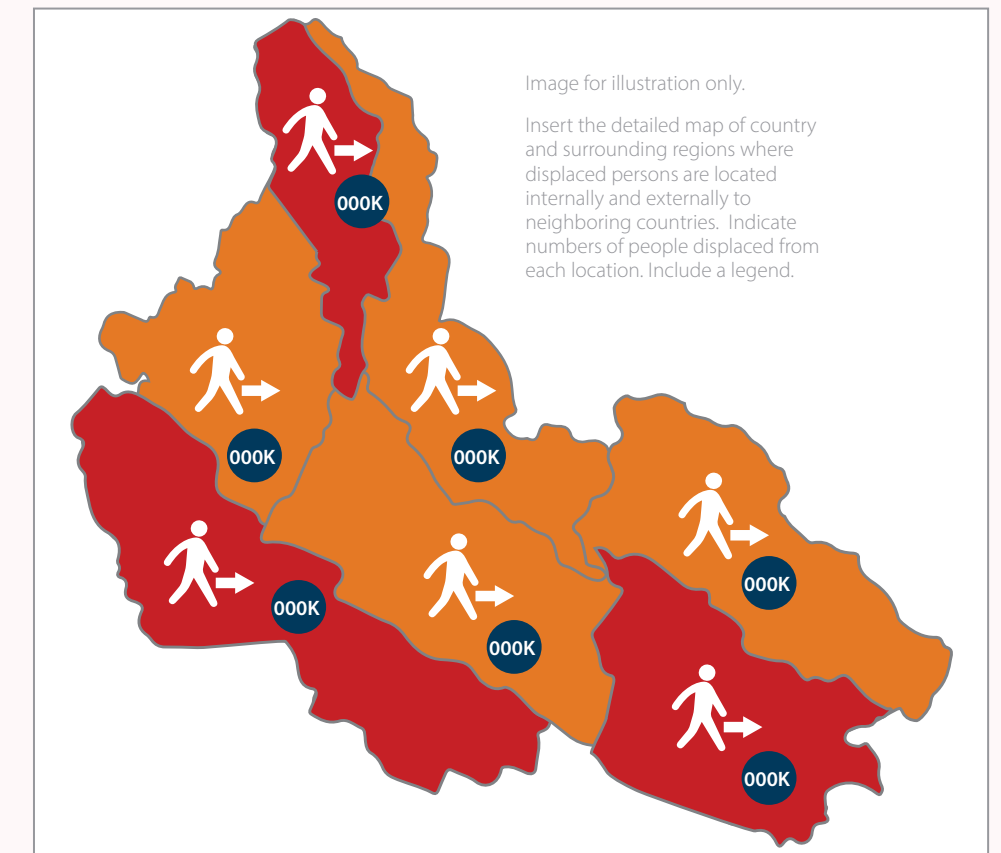 Image for illustration only.
Insert the detailed map of country
and surrounding regions where
displaced persons are located
internally and externally to
neighboring countries.  Indicate
numbers of people displaced from
each location. Include a legend.
000K
000K
000K
000K
000K
000K
000K